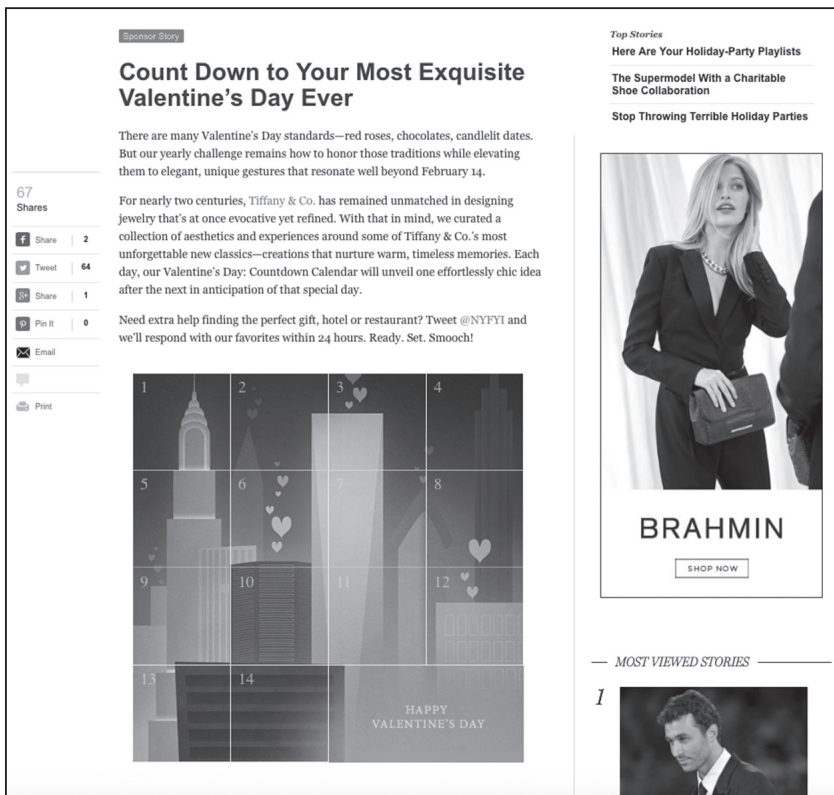 Sponsor Story
Count Down to Your Most Exquisite
Valentine's Day Ever
There are many Valentine's Day standards—red roses, chocolates, candlelit dates.
But our yearly challenge remains how to honor those traditions while elevating
them to elegant, unique gestures that resonate well beyond February 14.
For nearly two centuries, Tiffany & Co. has remained unmatched in designing
jewelry that's at once evocative yet refined. With that in mind, we curated a
collection of aesthetics and experiences around some of Tiffany & Co.'s most
unforgettable new classics—creations that nurture warm, timeless memories. Each
day, our Valentine's Day: Countdown Calendar will unveil one effortlessly chic idea
after the next in anticipation of that special day.
Need extra help finding the perfect gift, hotel or restaurant? Tweet @NYFYI and
we'll respond with our favorites within 24 hours. Ready. Set. Smooch!
67
Shares
Share 2
Tweet 64
Share 1
Pin It 0
Email
Print
1 2 3 4
5 6 7 8
9 10 11 12
13 14
HAPPY
VALENTINE'S DAY
Top Stories
Here Are Your Holiday-Party Playlists
The Supermodel With a Charitable
Shoe Collaboration
Stop Throwing Terrible Holiday Parties
BRAHMIN
SHOP NOW
MOST VIEWED STORIES
1